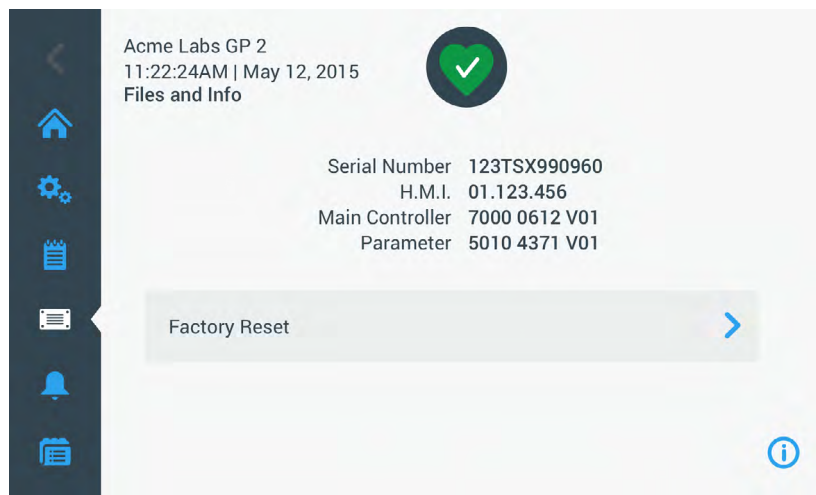 Acme Labs GP 2
11:22:24AM | May 12, 2015
Files and Info
Serial Number 123TSX990960
H.M.I. 01.123.456
Main Controller 7000 0612 V01
Parameter 5010 4371 V01
Factory Reset